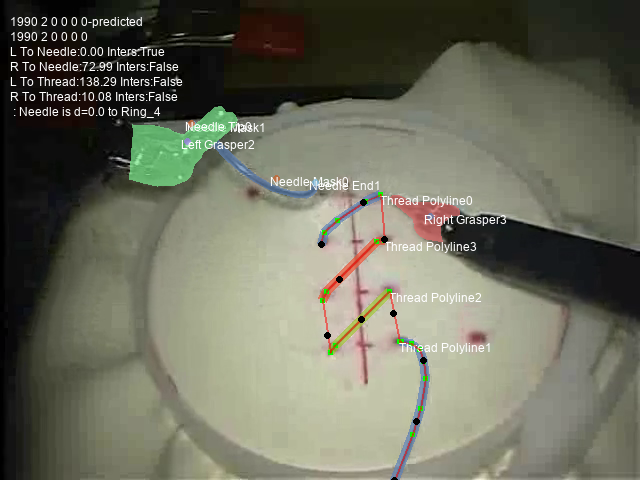 1990 2 0 0 0 0-predicted
1990 2 0 0 0 0
L To Needle:0.00 Inters:True
R To Needle:72.99 Inters:False
L To Thread:138.29 Inters:False
R To Thread:10.08 Inters:False
: Needle is d=0.0 to Ring_4
Needle Tip0
Mask1
Left Grasper2
Needle Mask0
Needle End1
Thread Polyline0
Right Grasper3
Thread Polyline3
Thread Polyline2
Thread Polyline1